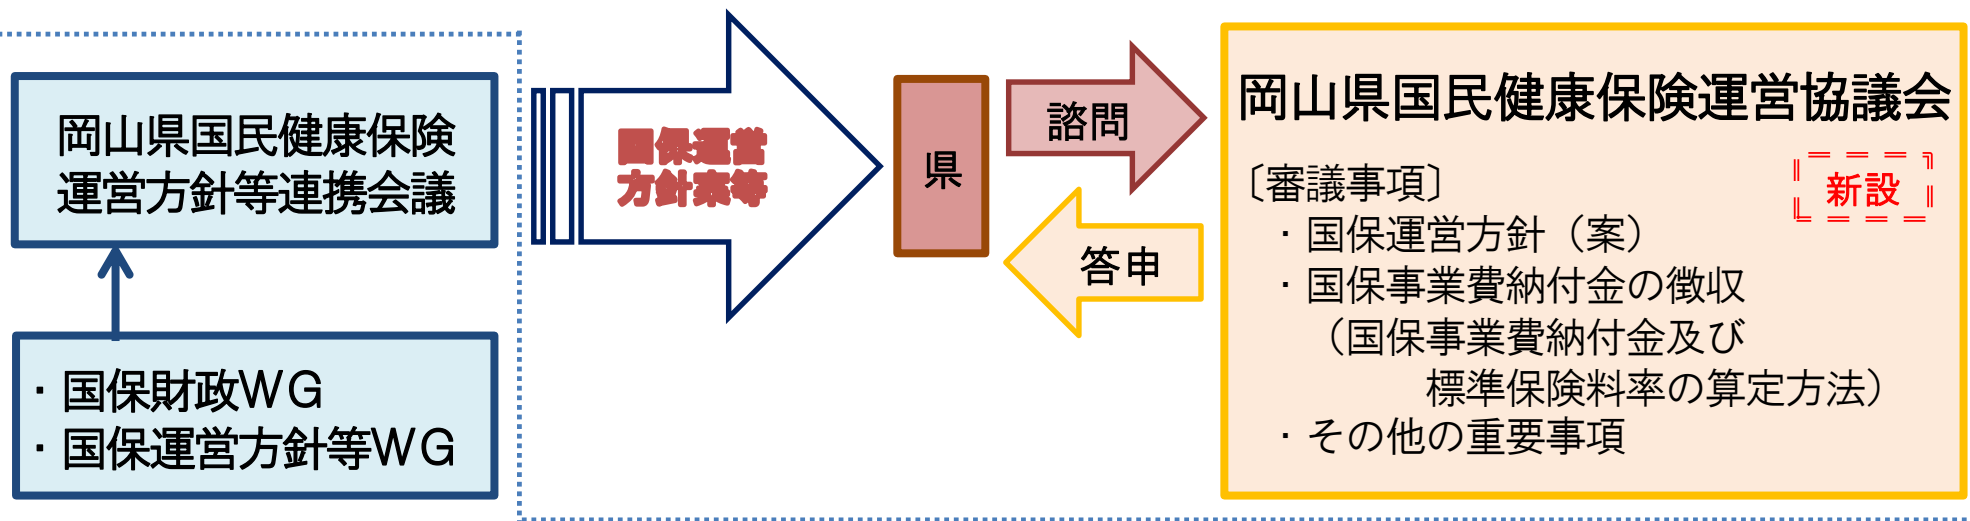 岡山県国民健康保険
運営方針等連携会議
・国保財政WG
・国保運営方針等WG
国保運営
方針案等
県
諮問
答申
岡山県国民健康保険運営協議会
新設
〔審議事項〕
・国保運営方針（案）
・国保事業費納付金の徴収
（国保事業費納付金及び
標準保険料率の算定方法）
・その他の重要事項